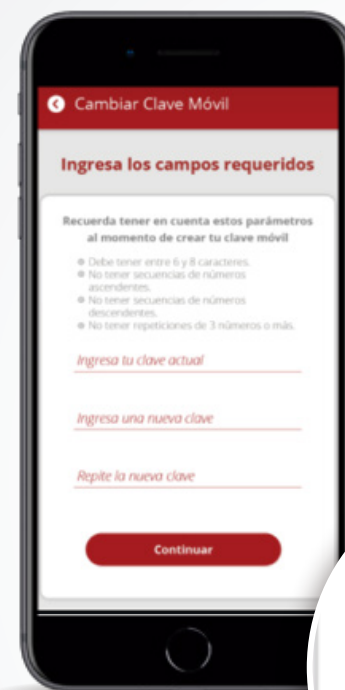 Cambiar Clave Móvil
Ingresa los campos requeridos
Recuerda tener en cuenta estos parámetros
al momento de crear tu clave móvil
Debe tener entre 6 y 8 caracteres.
No tener secuencias de números
ascendentes.
No tener secuencias de números
descendentes.
No tener repeticiones de 3 números o más.
Ingresa tu clave actual
Ingresa una nueva clave
Repite la nueva clave
Continuar